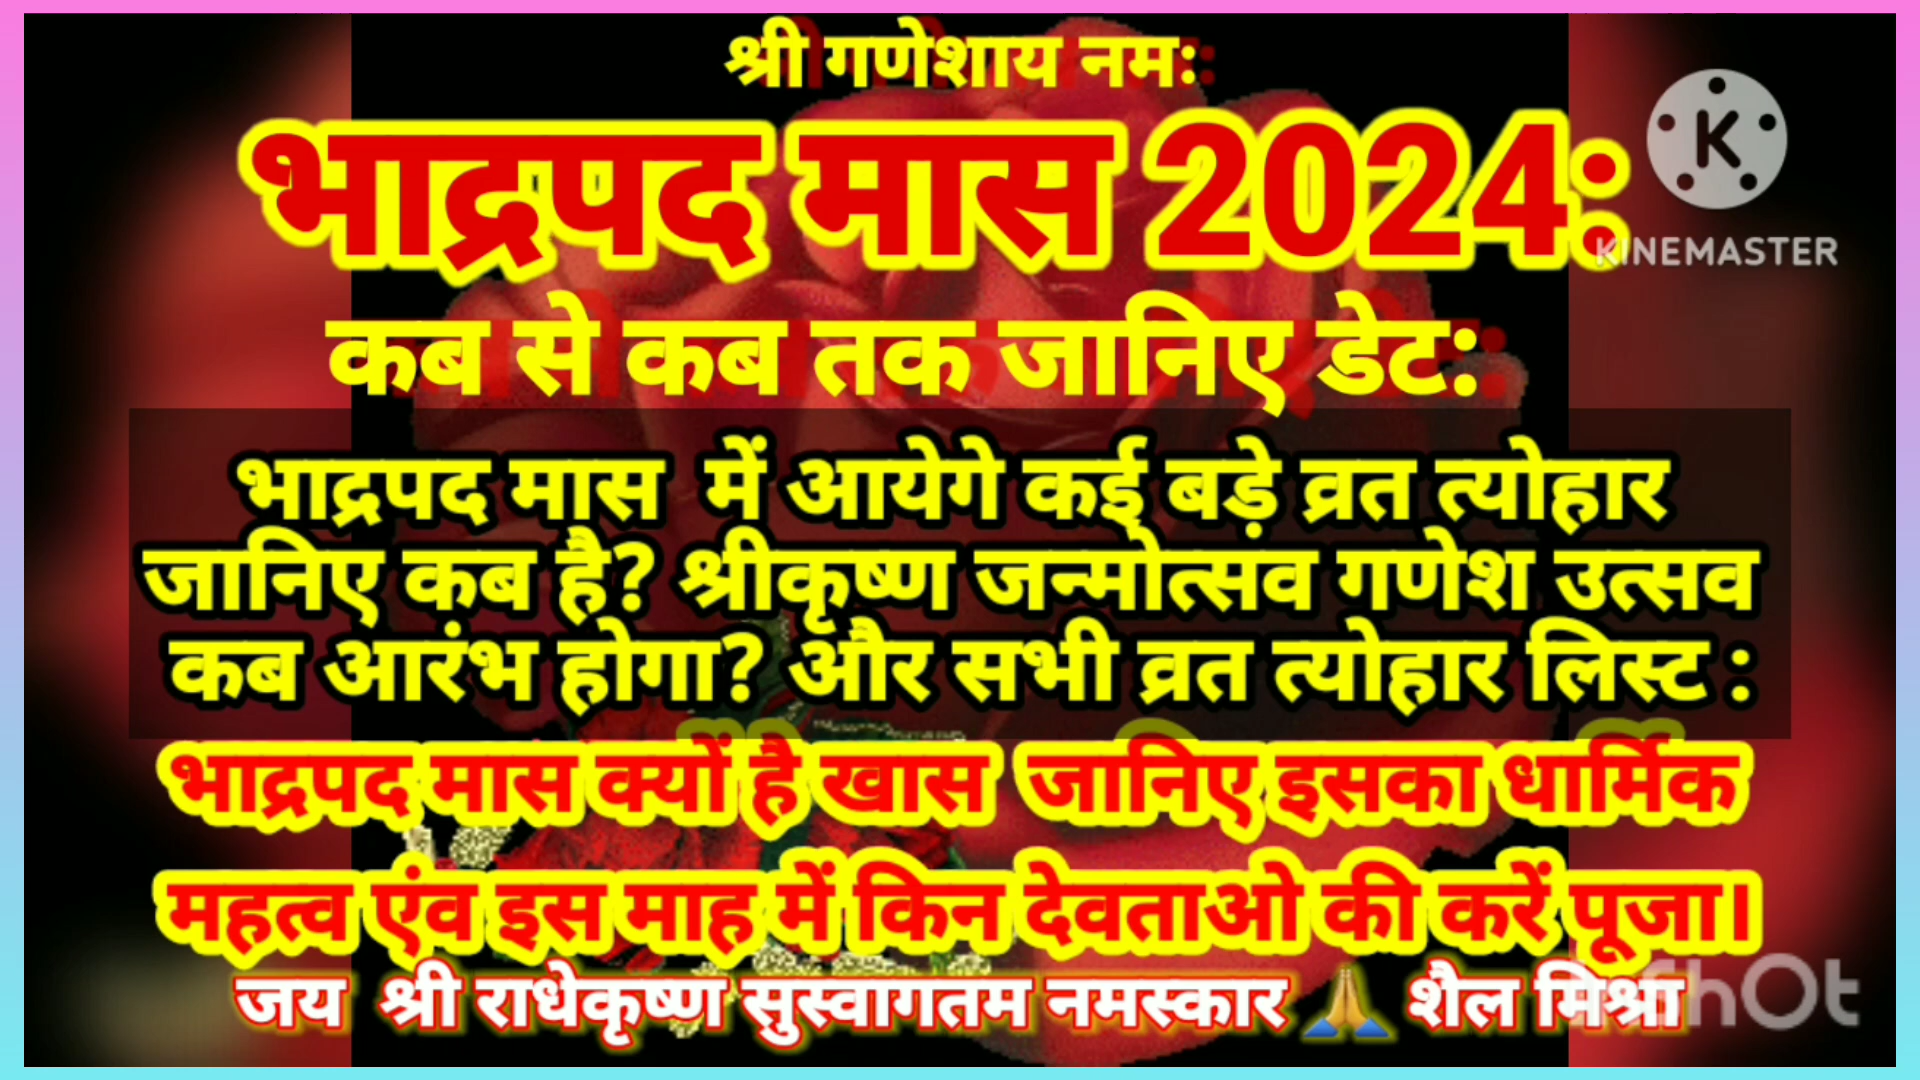 श्री गणेशाय नम:
भाद्रपद मास 2024:
KINEMASTER
कब से कब तक जानिए डेट:
भाद्रपद मास में आयेगे कई बड़े व्रत त्योहार
जानिए कब है? श्रीकृष्ण जन्मोत्सव गणेश उत्सव
कब आरंभ होगा? और सभी व्रत त्योहार लिस्ट :
भाद्रपद मास क्यों है खास जानिए इसका धार्मिक
महत्व एंव इस माह में किन देवताओ की करें पूजा।
जय श्री राधेकृष्ण सुस्वागतम नमस्कार 🙏 शैल मिश्रा